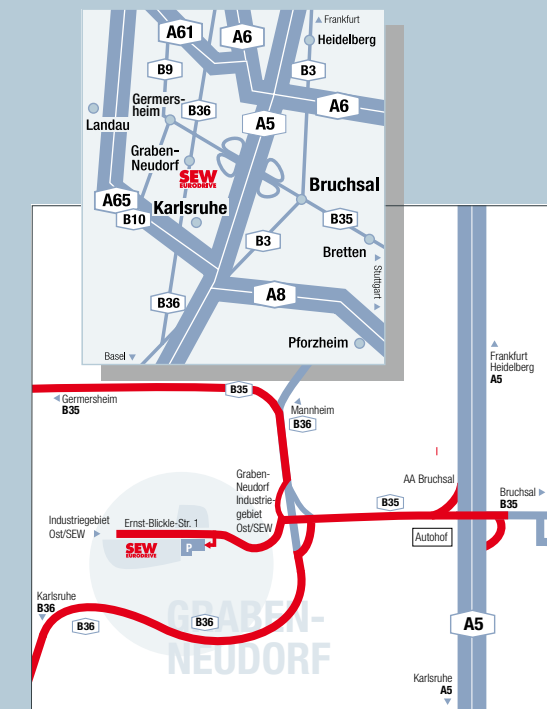 Frankfurt
A61
A6
Heidelberg
B9
B3
Germers-
heim
B36
A6
Landau
A5
Graben-
Neudorf
SEW
EURODRIVE
Bruchsal
A65
Karlsruhe
B10
B35
B3
Bretten
Stuttgart
A8
B36
Pforzheim
Basel
Frankfurt
Heidelberg
A5
B35
Germersheim
B35
Mannheim
B36
Graben-
Neudorf
Industrie-
gebiet
Ost/SEW
AA Bruchsal
Bruchsal
B35
B35
Industriegebiet
Ost/SEW
Ernst-Blickle-Str. 1
Autohof
SEW
EURODRIVE
P
Karlsruhe
B36
B36
B36
GRABEN-
NEUDORF
A5
Karlsruhe
A5